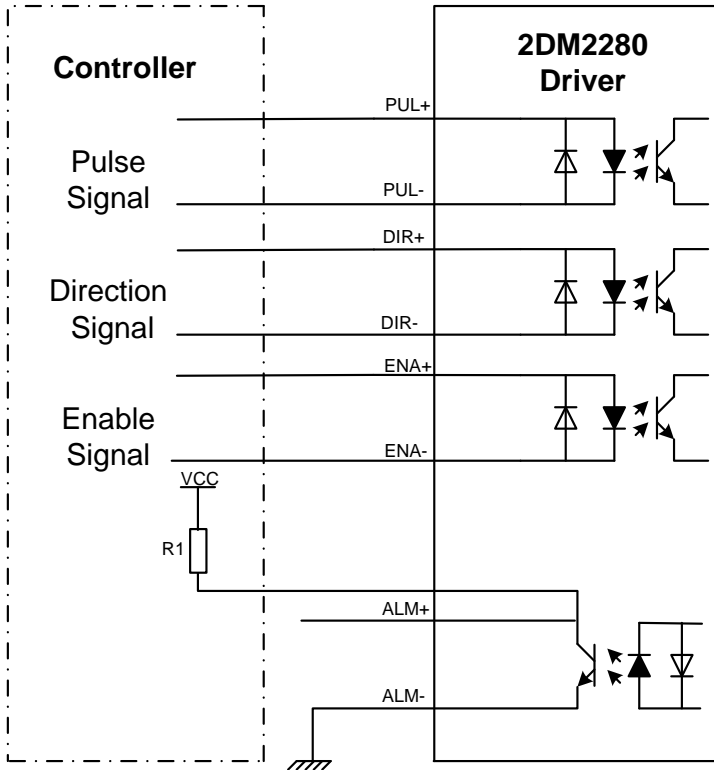 Controller
2DM2280
Driver
PUL+
Pulse
Signal
PUL-
DIR+
Direction
Signal
DIR-
ENA+
Enable
Signal
ENA-
VCC
R1
ALM+
ALM-